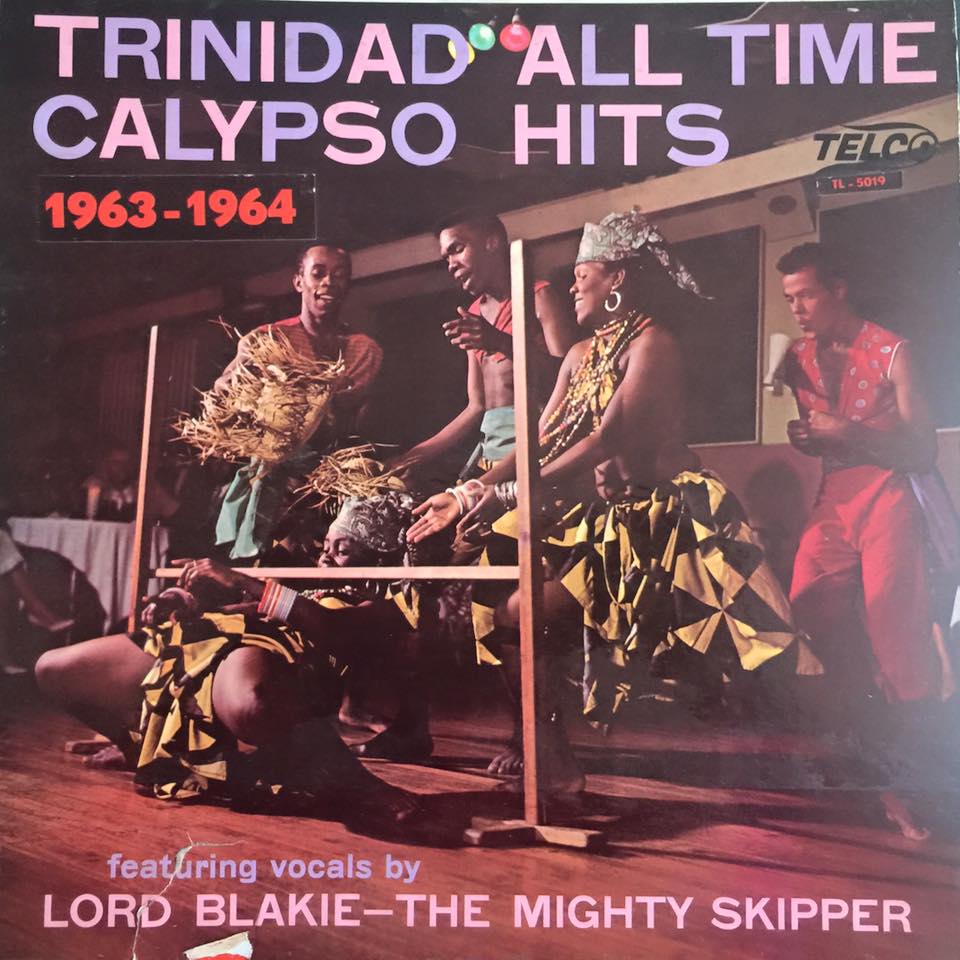 TRINIDAD ALL TIME
CALYPSO HITS
TELCO
TL-5019
1963-1964
featuring vocals by
LORD BLAKIE-THE MIGHTY SKIPPER